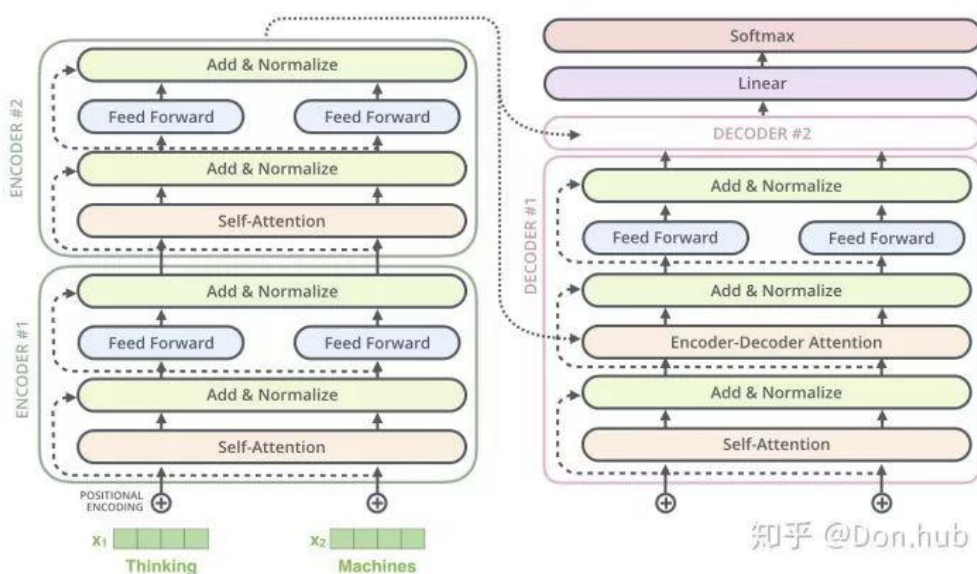 ENCODER #2
Add & Normalize
Feed Forward
Feed Forward
Add & Normalize
Self-Attention
ENCODER #1
Add & Normalize
Feed Forward
Feed Forward
Add & Normalize
Self-Attention
POSITIONAL
ENCODING
x1
x2
Thinking
Machines
Softmax
Linear
DECODER #2
DECODER #1
Add & Normalize
Feed Forward
Feed Forward
Add & Normalize
Encoder-Decoder Attention
Add & Normalize
Self-Attention
知乎 @Don.hub